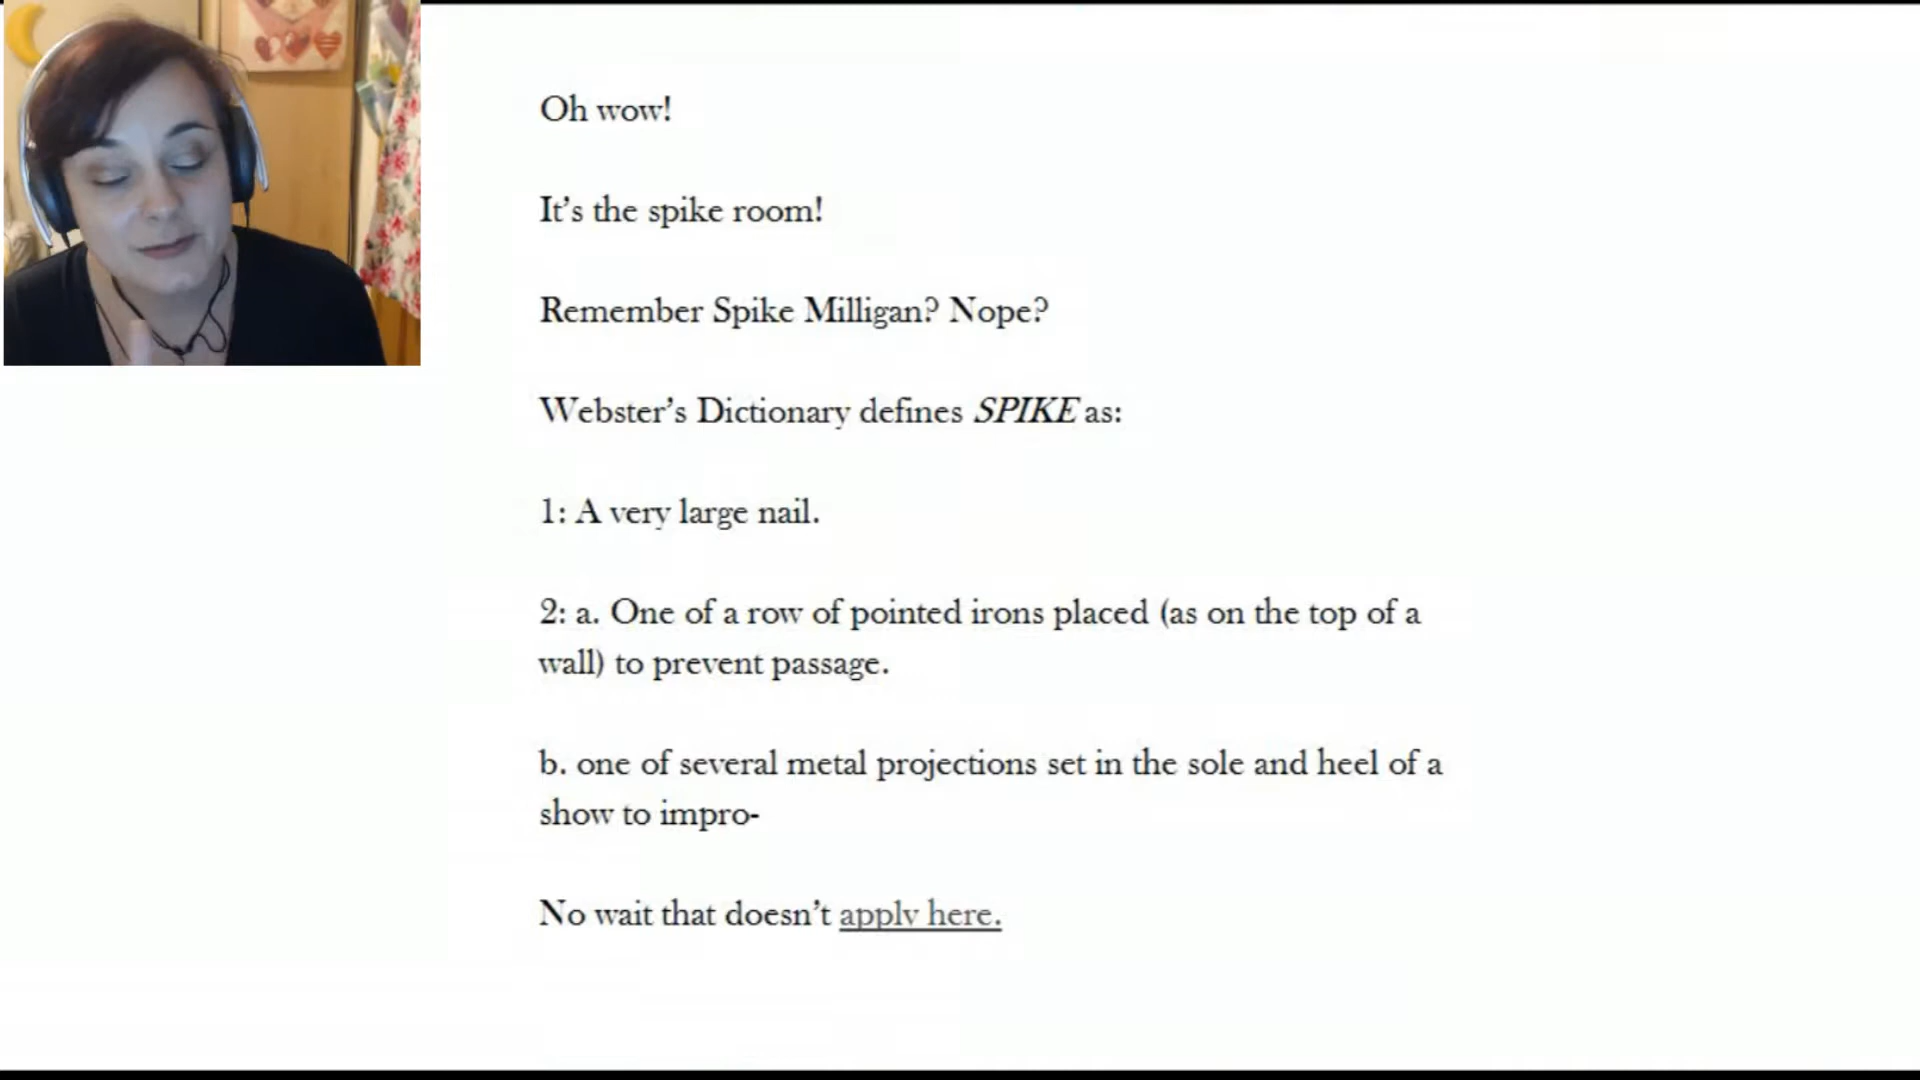 Oh wow!
It's the spike room!
Remember Spike Milligan? Nope?
Webster's Dictionary defines SPIKE as:
1: A very large nail.
2: a. One of a row of pointed irons placed (as on the top of a
wall) to prevent passage.
b. one of several metal projections set in the sole and heel of a
show to impro-
No wait that doesn't apply here.